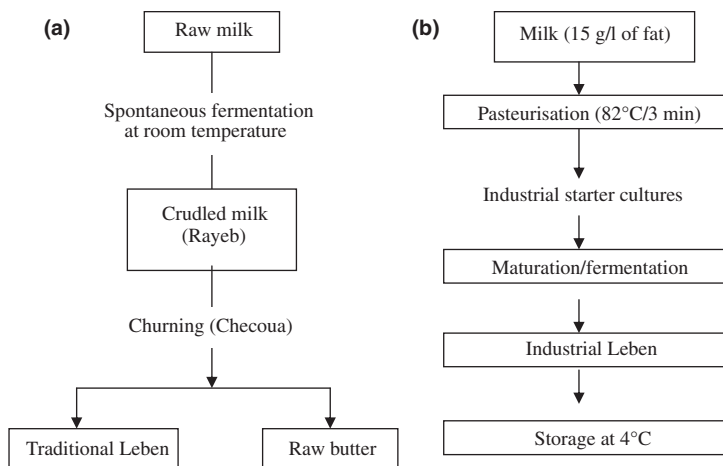 (a)
Raw milk
Spontaneous fermentation
at room temperature
Crudled milk
(Rayeb)
Churning (Checoua)
Traditional Leben
Raw butter
(b)
Milk (15 g/l of fat)
Pasteurisation (82°C/3 min)
Industrial starter cultures
Maturation/fermentation
Industrial Leben
Storage at 4°C